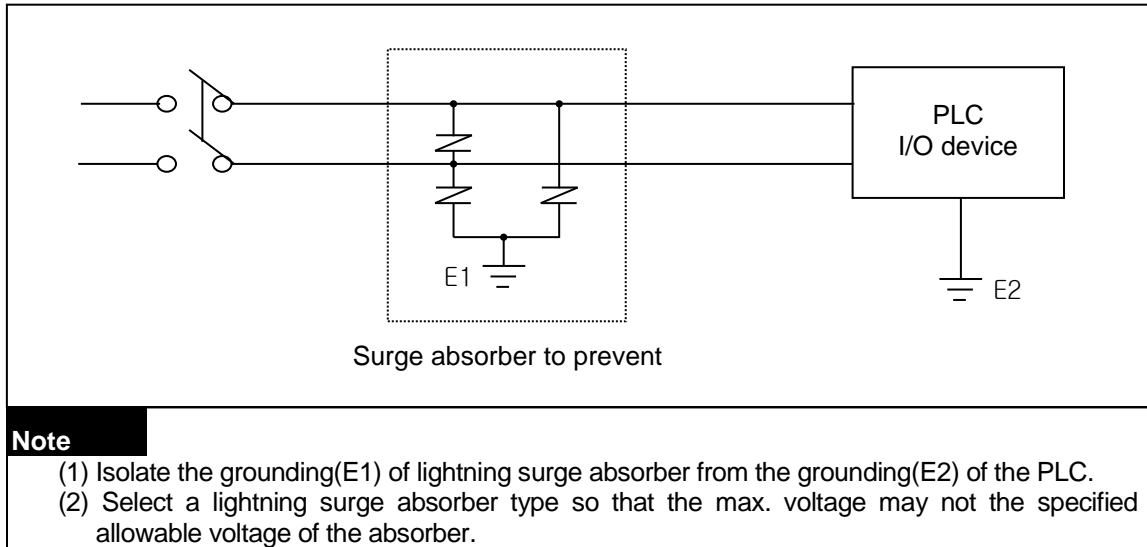 PLC
I/O device
E1
E2
Surge absorber to prevent
Note
(1) Isolate the grounding(E1) of lightning surge absorber from the grounding(E2) of the PLC.
(2) Select a lightning surge absorber type so that the max. voltage may not the specified
allowable voltage of the absorber.